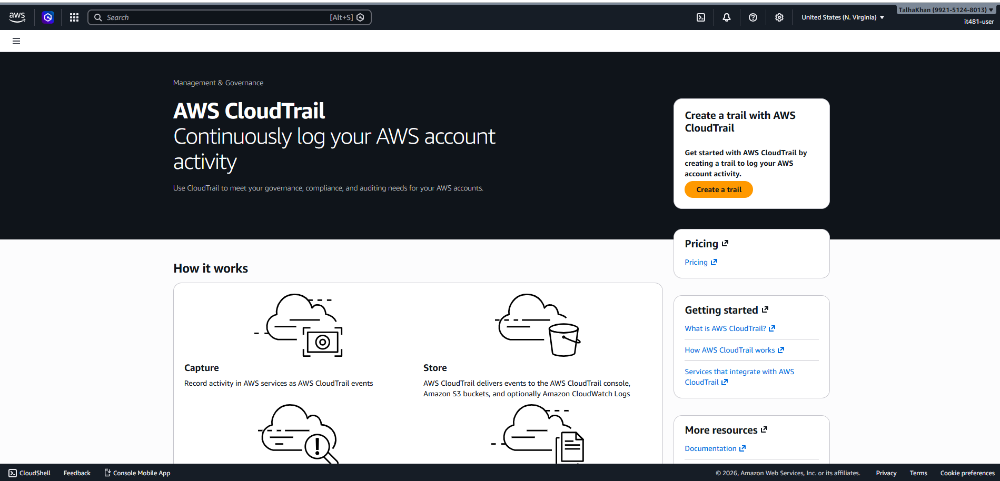 aws
Search
[Alt+S]
United States (N. Virginia)
TalhaKhan (9921-5124-8013)
it481-user
Management & Governance
AWS CloudTrail
Continuously log your AWS account
activity
Use CloudTrail to meet your governance, compliance, and auditing needs for your AWS accounts.
Create a trail with AWS
CloudTrail
Get started with AWS CloudTrail by
creating a trail to log your AWS
account activity.
Create a trail
Pricing
Pricing
How it works
Capture
Record activity in AWS services as AWS CloudTrail events
Store
AWS CloudTrail delivers events to the AWS CloudTrail console,
Amazon S3 buckets, and optionally Amazon CloudWatch Logs
Getting started
What is AWS CloudTrail?
How AWS CloudTrail works
Services that integrate with AWS
CloudTrail
More resources
Documentation
CloudShell
Feedback
Console Mobile App
© 2026, Amazon Web Services, Inc. or its affiliates.
Privacy
Terms
Cookie preferences